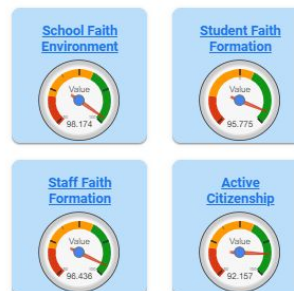 School Faith
Environment
Value
98.174
Student Faith
Formation
Value
95.775
Staff Faith
Formation
Value
96.436
Active
Citizenship
Value
92.157